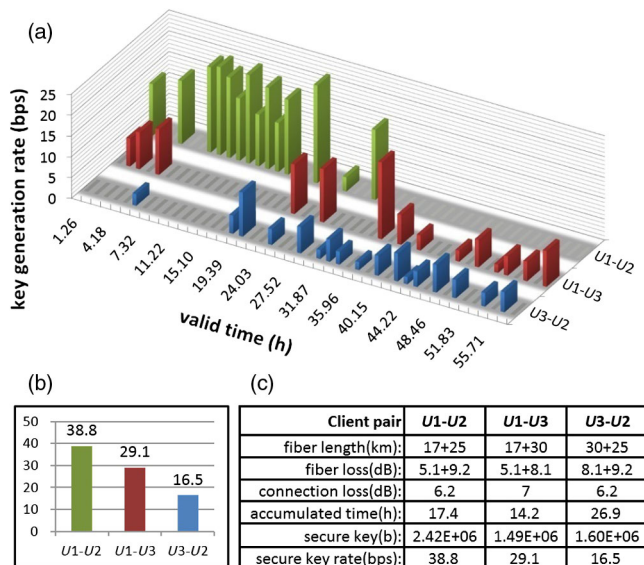 (a)
key generation rate (bps)
25
20
15
10
5
0
1.26
4.18
7.32
11.22
15.10
19.39
24.03
27.52
31.87
35.96
40.15
44.22
48.46
51.83
55.71
valid time (h)
U1-U2
U1-U3
U3-U2
(b)
50
40
30
20
10
0
38.8
29.1
16.5
U1-U2 U1-U3 U3-U2
(c)
Client pair U1-U2 U1-U3 U3-U2
fiber length(km): 17+25 17+30 30+25
fiber loss(dB): 5.1+9.2 5.1+8.1 8.1+9.2
connection loss(dB): 6.2 7 6.2
accumulated time(h): 17.4 14.2 26.9
secure key(b): 2.42E+06 1.49E+06 1.60E+06
secure key rate(bps): 38.8 29.1 16.5